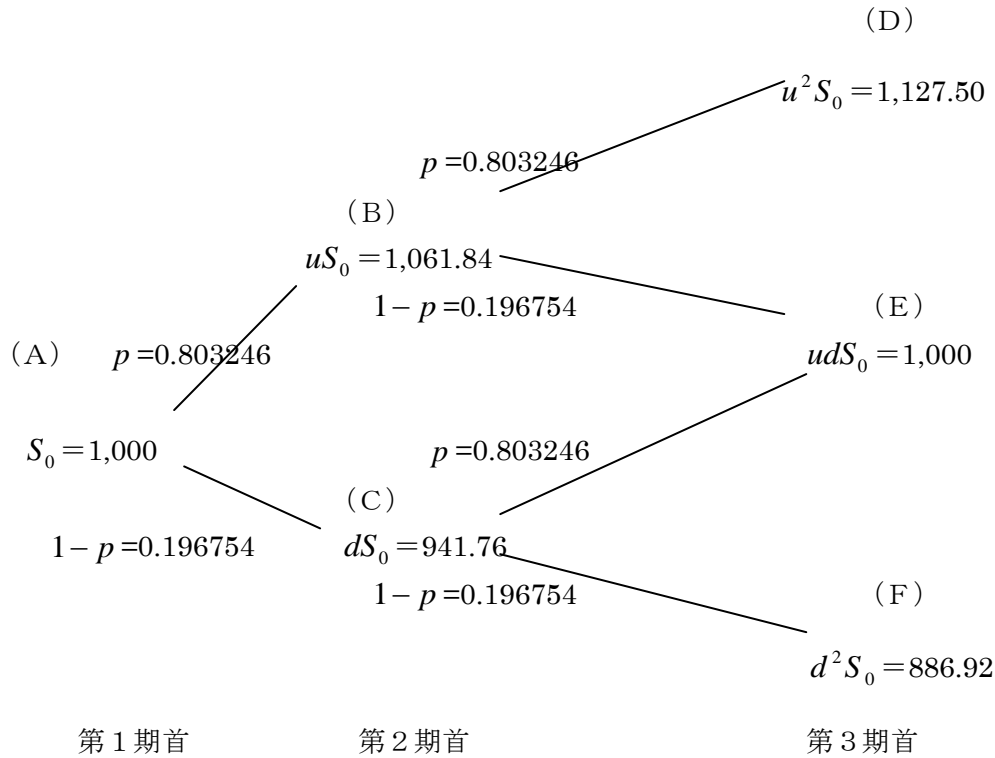 （D）
u²S₀＝1,127.50
p =0.803246
（B）
uS₀＝1,061.84
1－p =0.196754
（E）
（A） p =0.803246
udS₀＝1,000
S₀＝1,000
p =0.803246
（C）
1－p =0.196754
dS₀＝941.76
1－p =0.196754
（F）
d²S₀＝886.92
第１期首 第２期首 第３期首